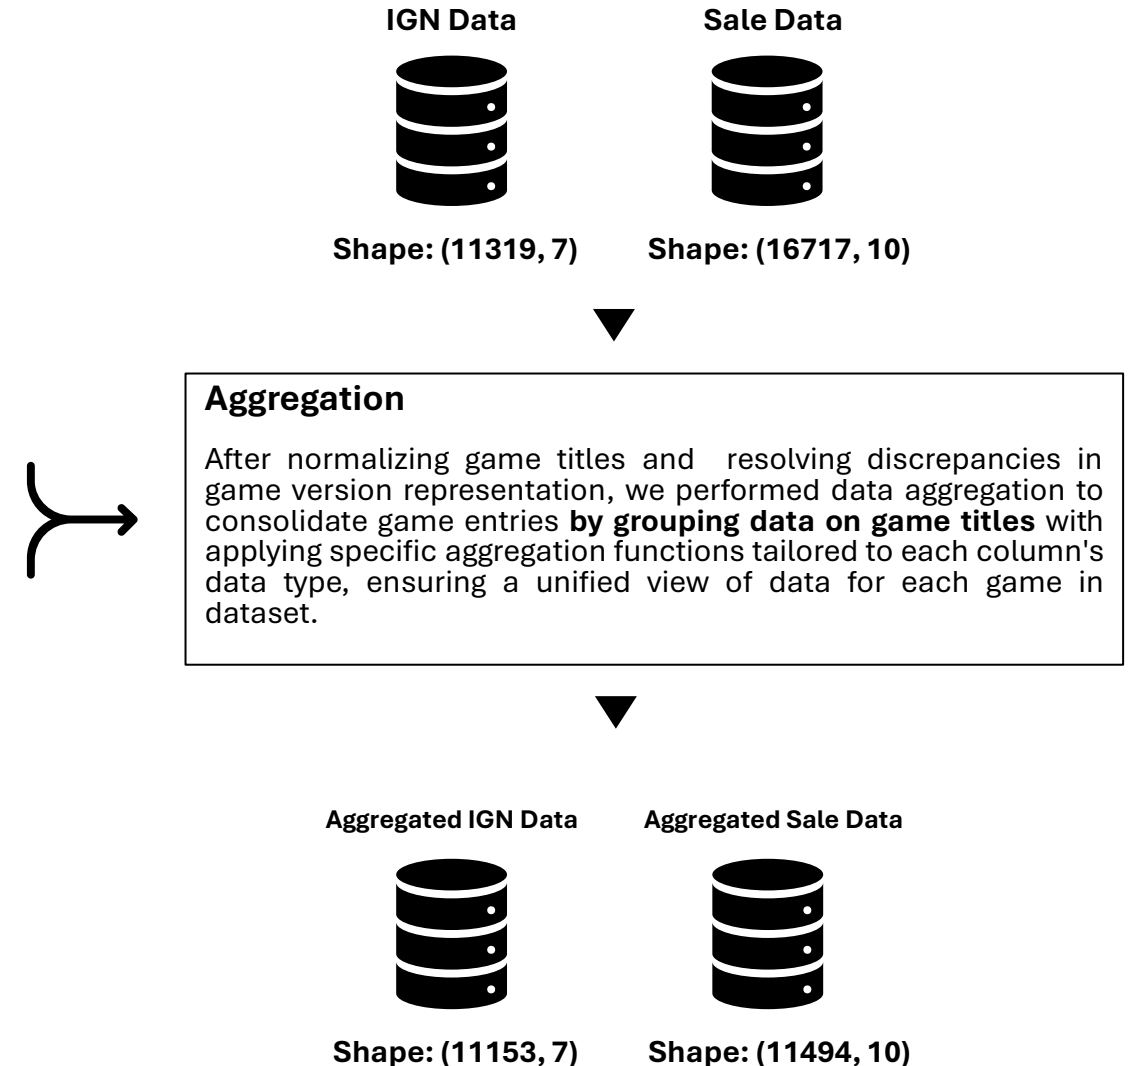 IGN Data
Sale Data
Shape: (11319, 7)
Shape: (16717, 10)
Aggregation
After normalizing game titles and resolving discrepancies in
game version representation, we performed data aggregation to
consolidate game entries by grouping data on game titles with
applying specific aggregation functions tailored to each column's
data type, ensuring a unified view of data for each game in
dataset.
Aggregated IGN Data
Aggregated Sale Data
Shape: (11153, 7)
Shape: (11494, 10)